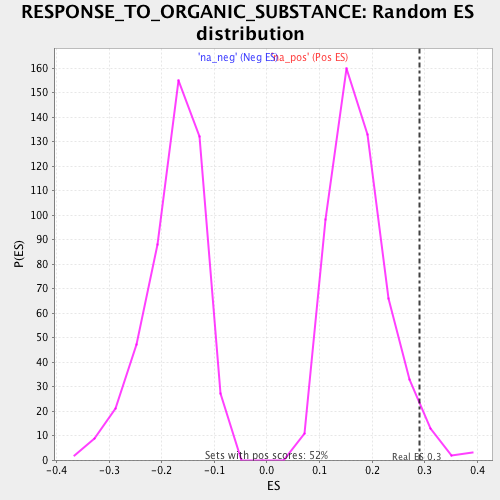 RESPONSE_TO_ORGANIC_SUBSTANCE: Random ES
distribution
'na_neg' (Neg ES) 'na_pos' (Pos ES)
160
150
140
130
120
110
100
90
80
70
60
50
40
30
20
10
0
P(ES)
Sets with pos scores: 52%
Real ES 0.3
-0.4 -0.3 -0.2 -0.1 0.0 0.1 0.2 0.3 0.4
ES